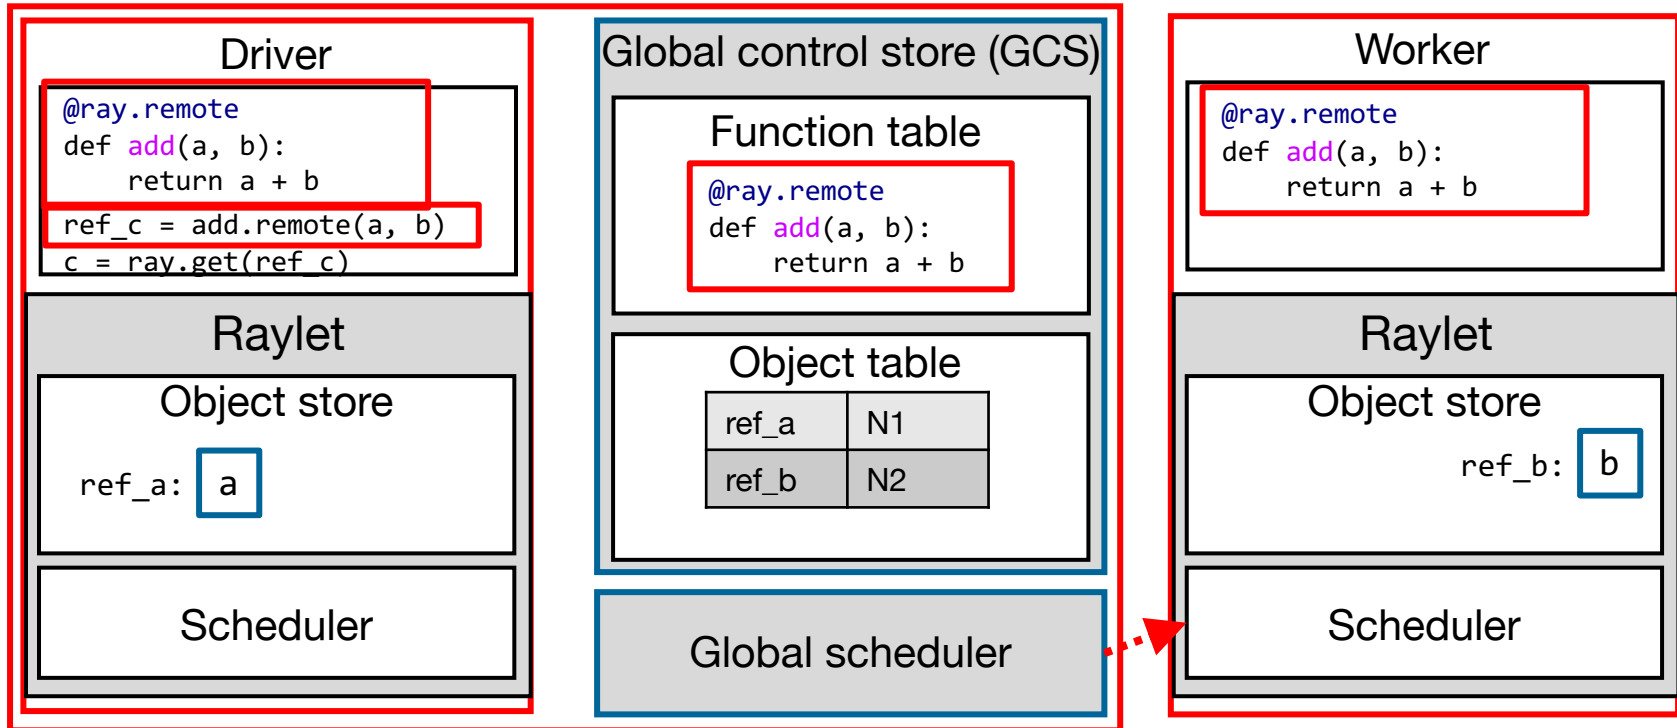 Driver
@ray.remote
def add(a, b):
    return a + b
ref_c = add.remote(a, b)
c = ray.get(ref_c)
Raylet
Object store
ref_a: a
Scheduler
Global control store (GCS)
Function table
@ray.remote
def add(a, b):
    return a + b
Object table
ref_a N1
ref_b N2
Global scheduler
Worker
@ray.remote
def add(a, b):
    return a + b
Raylet
Object store
ref_b: b
Scheduler